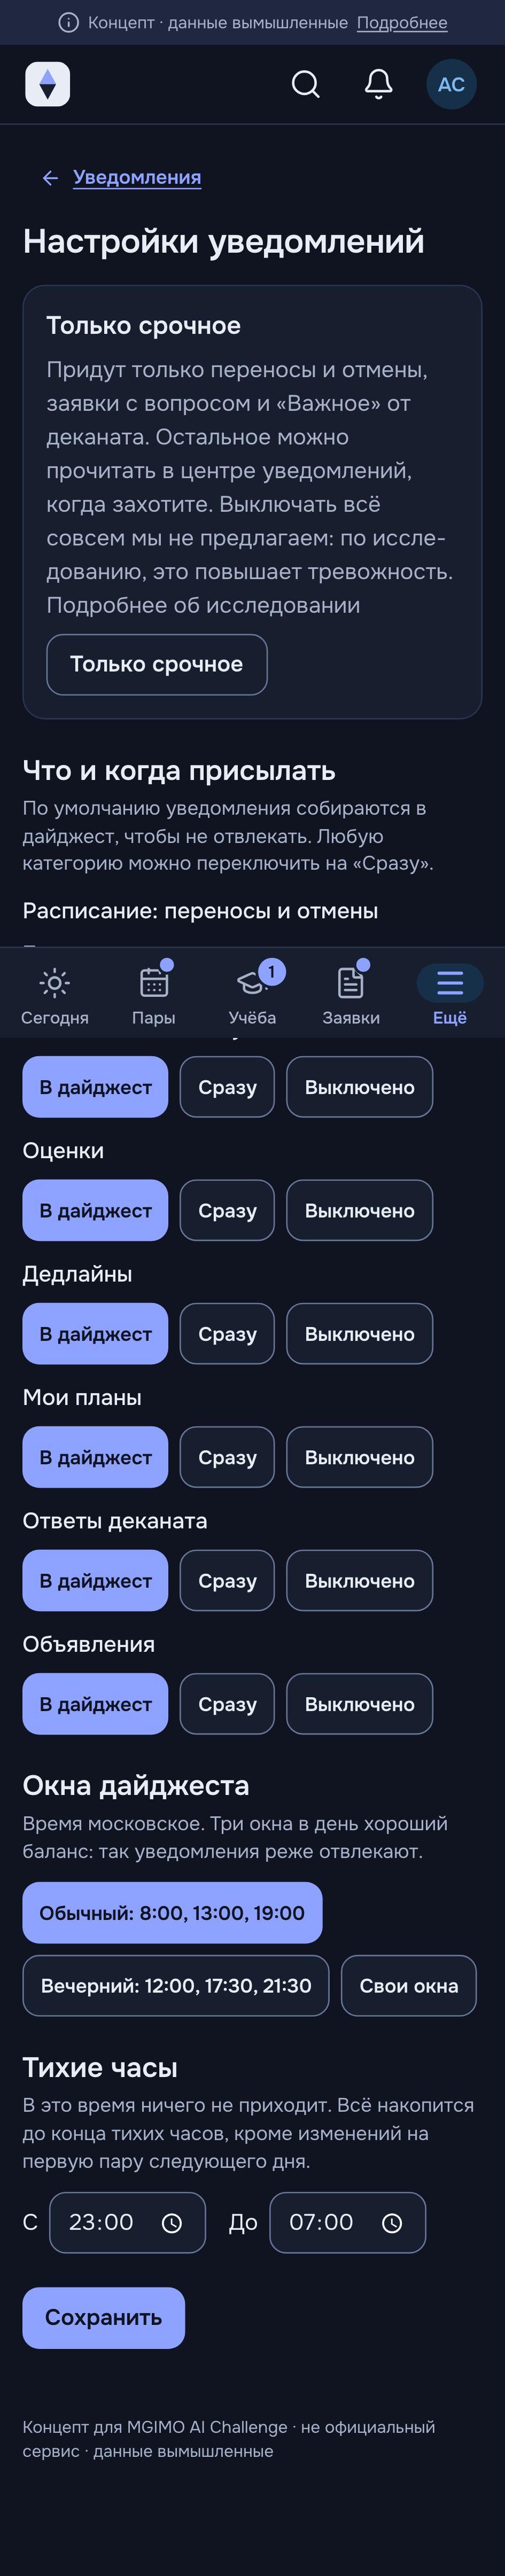 Концепт · данные вымышленные Подробнее
АС
Уведомления
Настройки уведомлений
Только срочное
Придут только переносы и отмены,
заявки с вопросом и «Важное» от
деканата. Остальное можно
прочитать в центре уведомлений,
когда захотите. Выключать всё
совсем мы не предлагаем: по иссле-
дованию, это повышает тревожность.
Подробнее об исследовании
Только срочное
Что и когда присылать
По умолчанию уведомления собираются в
дайджест, чтобы не отвлекать. Любую
категорию можно переключить на «Сразу».
Расписание: переносы и отмены
1
Сегодня Пары Учёба Заявки Ещё
В дайджест Сразу Выключено
Оценки
В дайджест Сразу Выключено
Дедлайны
В дайджест Сразу Выключено
Мои планы
В дайджест Сразу Выключено
Ответы деканата
В дайджест Сразу Выключено
Объявления
В дайджест Сразу Выключено
Окна дайджеста
Время московское. Три окна в день хороший
баланс: так уведомления реже отвлекают.
Обычный: 8:00, 13:00, 19:00
Вечерний: 12:00, 17:30, 21:30 Свои окна
Тихие часы
В это время ничего не приходит. Всё накопится
до конца тихих часов, кроме изменений на
первую пару следующего дня.
С 23:00 До 07:00
Сохранить
Концепт для MGIMO AI Challenge · не официальный
сервис · данные вымышленные